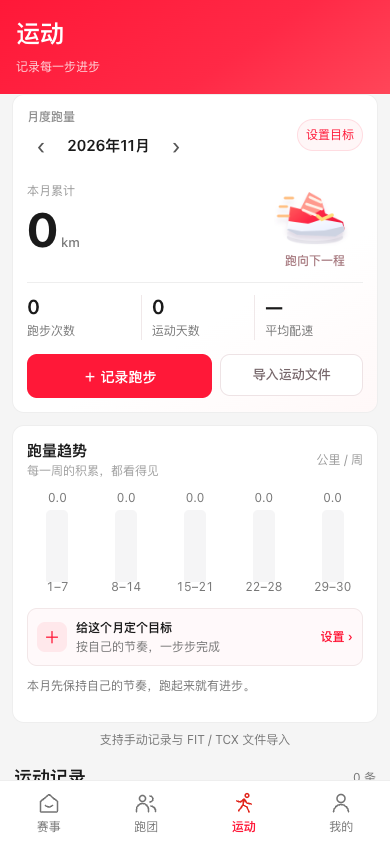 运动
记录每一步进步
月度跑量
‹ 2026年11月 ›
设置目标
本月累计
0 km
跑向下一程
0 0 —
跑步次数 运动天数 平均配速
+ 记录跑步 导入运动文件
跑量趋势
每一周的积累，都看得见
公里 / 周
0.0 0.0 0.0 0.0 0.0
1–7 8–14 15–21 22–28 29–30
给这个月定个目标
按自己的节奏，一步步完成
设置 ›
本月先保持自己的节奏，跑起来就有进步。
支持手动记录与 FIT / TCX 文件导入
运动记录 0 条
赛事 跑团 运动 我的